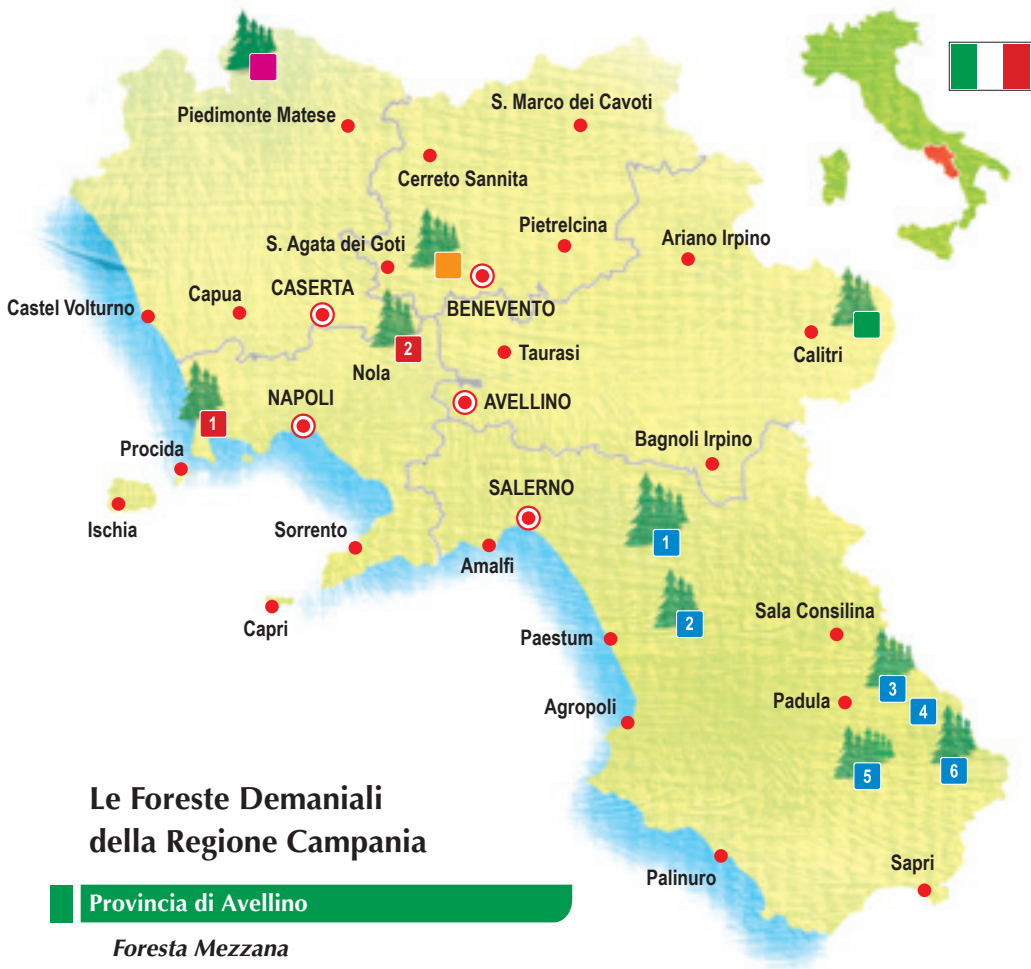 Piedimonte Matese
S. Marco dei Cavoti
Cerreto Sannita
Pietrelcina
S. Agata dei Goti
Ariano Irpino
CASERTA
Capua
BENEVENTO
Castel Volturno
2
Nola
Taurasi
Calitri
NAPOLI
1
AVELLINO
Procida
Bagnoli Irpino
Ischia
SALERNO
Sorrento
Amalfi
1
Capri
2
Sala Consilina
Paestum
3
Padula
4
Agropoli
5
6
Palinuro
Sapri
Le Foreste Demaniali
della Regione Campania
Provincia di Avellino
Foresta Mezzana